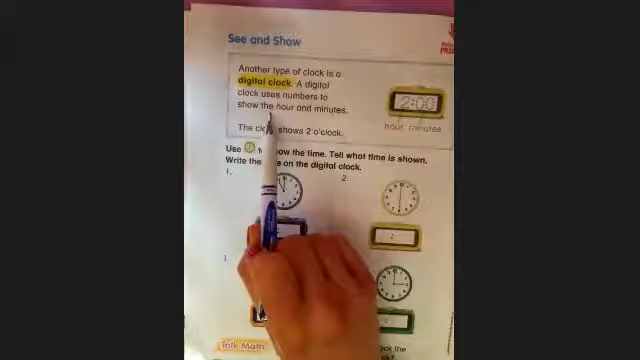 See and Show
Another type of clock is a
digital clock. A digital
clock uses numbers to
show the hour and minutes.
2:00
hour minutes
The shows 2 o'clock.
Use the time. Tell what time is shown.
Write the on the digital clock.
1.
2.
3.
Talk Math